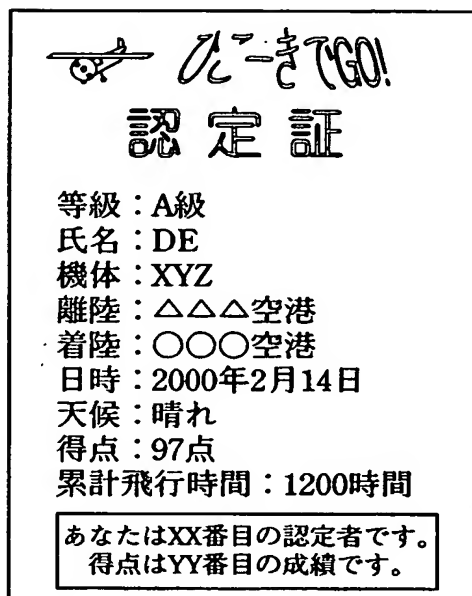 ひこーきでGO!
認定証
等級：A級
氏名：DE
機体：XYZ
離陸：△△△空港
着陸：○○○空港
日時：2000年2月14日
天候：晴れ
得点：97点
累計飛行時間：1200時間
あなたはXX番目の認定者です。
得点はYY番目の成績です。